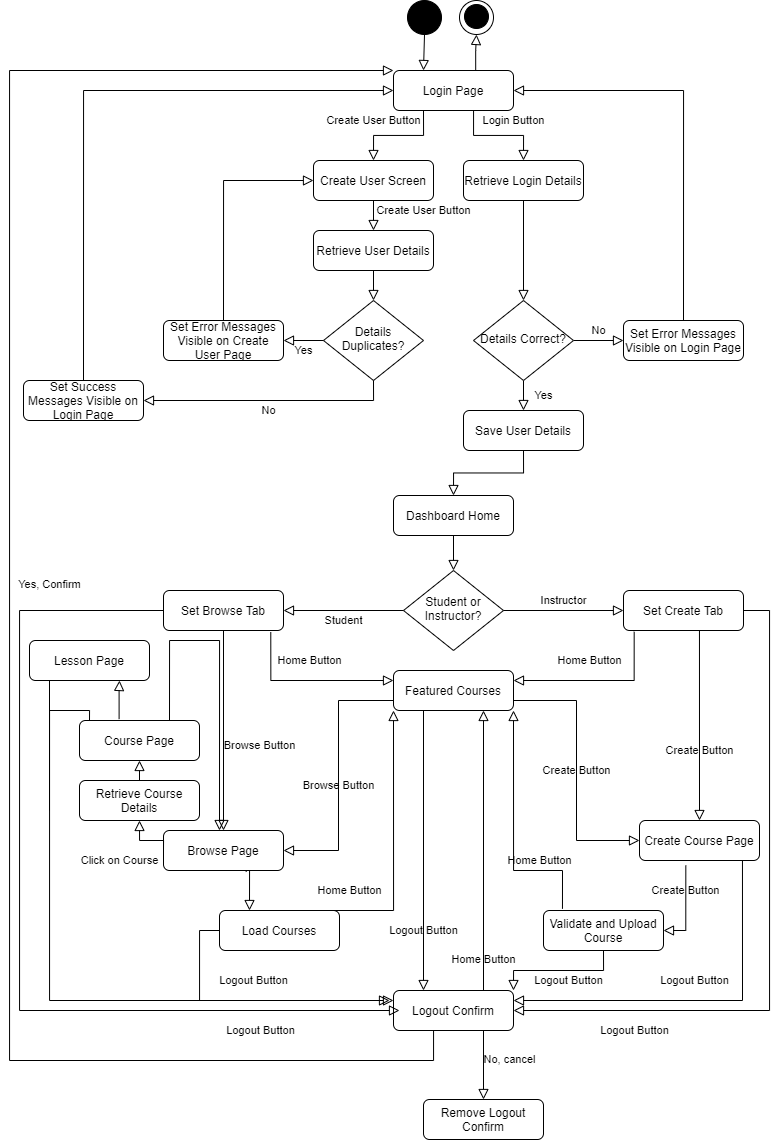 Login Page
Create User Button
Login Button
Create User Screen
Retrieve Login Details
Create User Button
Retrieve User Details
Set Error Messages
Visible on Create
User Page
Yes
Details
Duplicates?
Details Correct?
No
Set Error Messages
Visible on Login Page
Set Success
Messages Visible on
Login Page
No
Yes
Save User Details
Dashboard Home
Yes, Confirm
Set Browse Tab
Student
Student or
Instructor?
Instructor
Set Create Tab
Lesson Page
Home Button
Home Button
Featured Courses
Course Page
Browse Button
Create Button
Browse Button
Create Button
Retrieve Course
Details
Browse Page
Create Course Page
Click on Course
Home Button
Home Button
Create Button
Load Courses
Logout Button
Validate and Upload
Course
Home Button
Logout Button
Logout Button
Logout Button
Logout Confirm
Logout Button
Logout Button
No, cancel
Remove Logout
Confirm